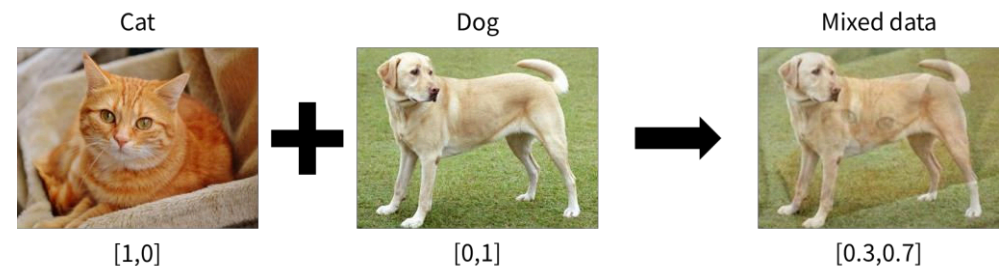 Cat
Dog
Mixed data
[1,0]
[0,1]
[0.3,0.7]